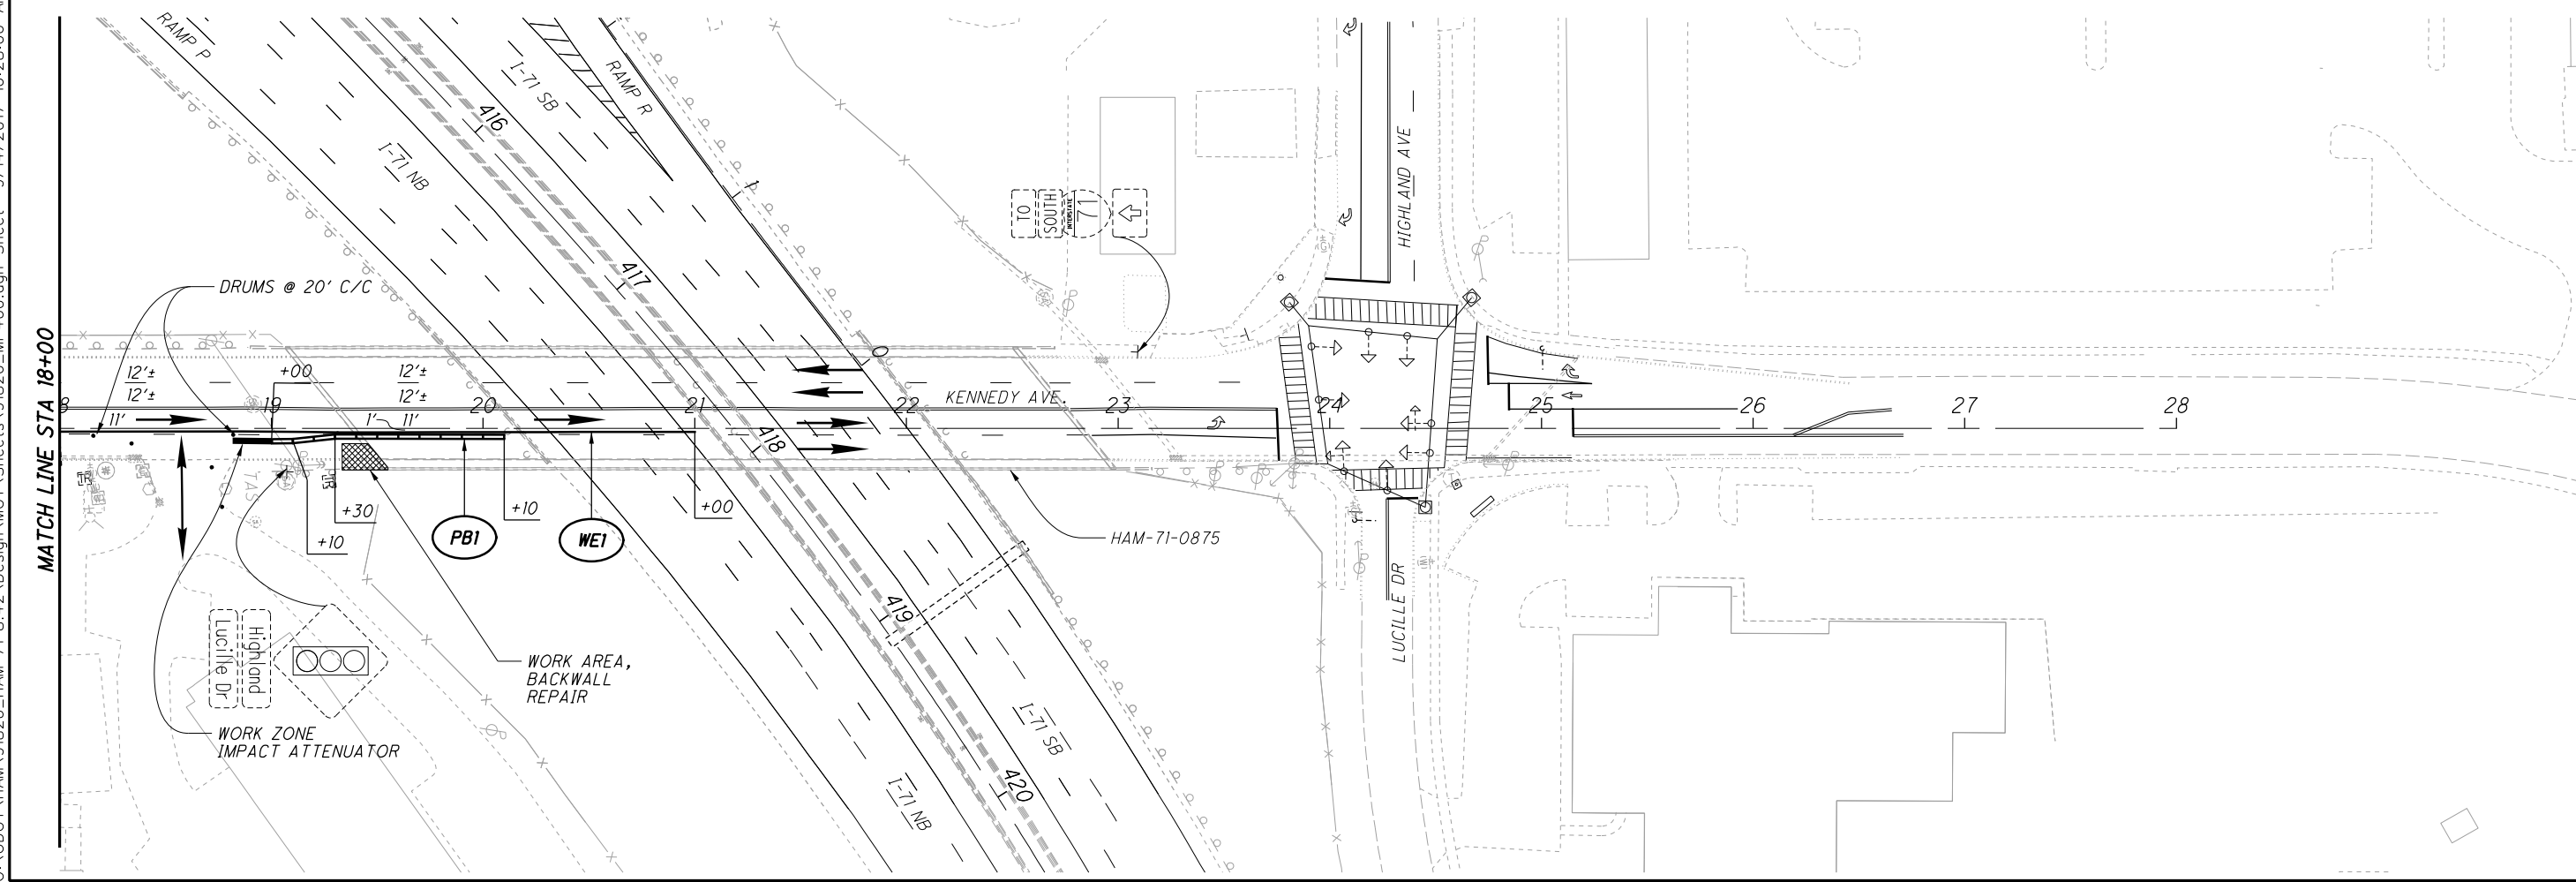 RAMP P
I-71 SB
RAMP R
416
I-71 NB
HIGHLAND AVE
TO
SOUTH
INTERSTATE
71
417
DRUMS @ 20' C/C
MATCH LINE STA 18+00
12'±
12'±
11'
+00
12'±
12'±
1'
11'
KENNEDY AVE.
19
20
21
22
23
24
25
26
27
28
418
+30
+10
+10
+00
PB1
WE1
HAM-71-0875
LUCILLE DR
419
Highland
Lucille Dr
WORK AREA,
BACKWALL
REPAIR
WORK ZONE
IMPACT ATTENUATOR
I-71 SB
420
I-71 NB